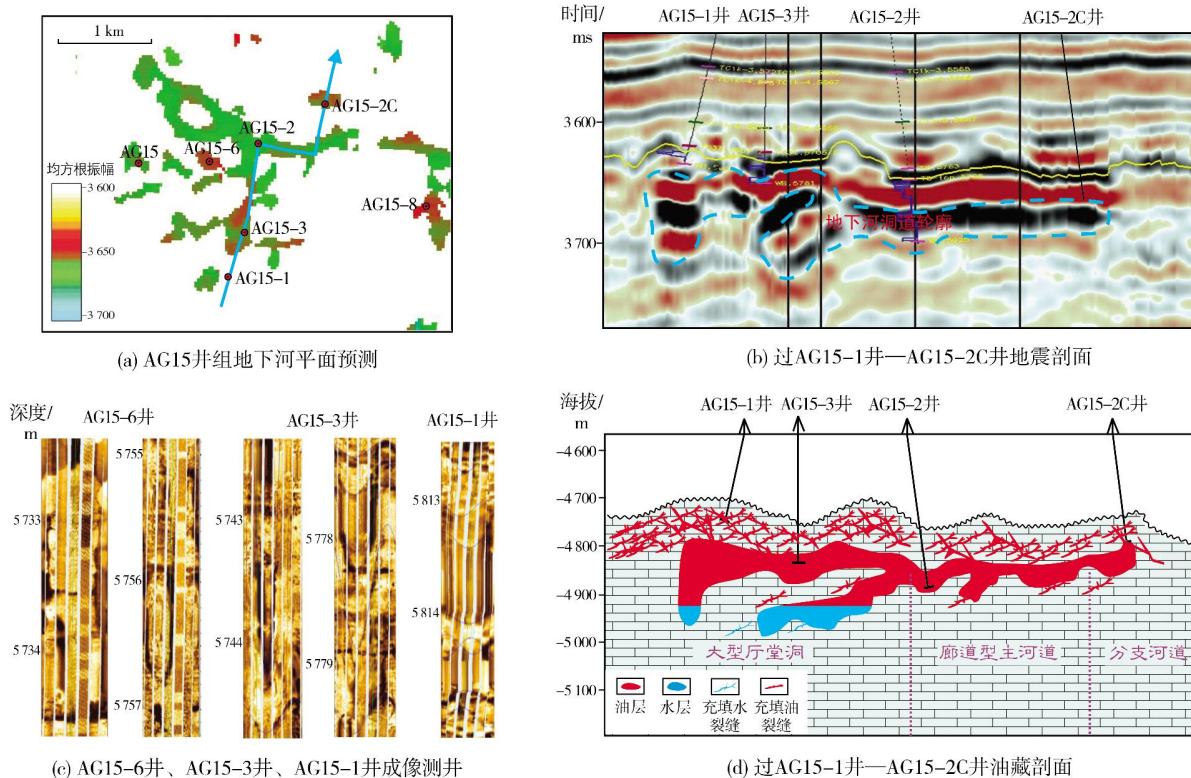 1 km
AG15-2C
AG15-2
AG15
AG15-6
均方根振幅
-3 600
AG15-8
-3 650
AG15-3
AG15-1
-3 700
(a) AG15井组地下河平面预测
时间/
ms
AG15-1井
AG15-3井
AG15-2井
AG15-2C井
3 600
地下河洞道轮廓
3 700
(b) 过AG15-1井—AG15-2C井地震剖面
深度/
m
AG15-6井
AG15-3井
AG15-1井
5 733
5 734
5 755
5 756
5 757
5 743
5 744
5 778
5 779
5 813
5 814
(c) AG15-6井、AG15-3井、AG15-1井成像测井
海拔/
m
AG15-1井
AG15-3井
AG15-2井
AG15-2C井
-4 600
-4 700
-4 800
-4 900
-5 000
-5 100
大型厅堂洞
廊道型主河道
分支河道
油层
水层
充填水
裂缝
充填油
裂缝
(d) 过AG15-1井—AG15-2C井油藏剖面